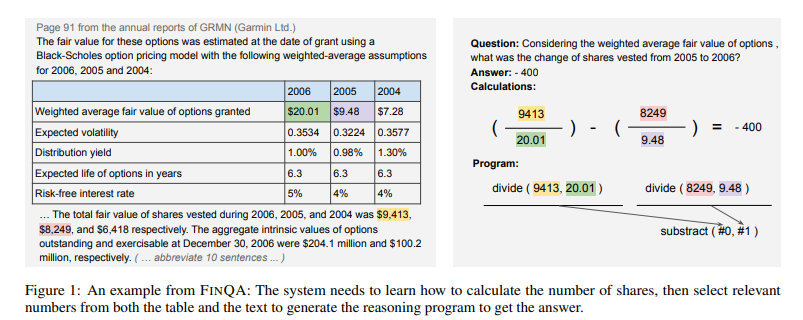 Page 91 from the annual reports of GRMN (Garmin Ltd.)
The fair value for these options was estimated at the date of grant using a
Black-Scholes option pricing model with the following weighted-average assumptions
for 2006, 2005 and 2004:
2006 2005 2004
Weighted average fair value of options granted $20.01 $9.48 $7.28
Expected volatility 0.3534 0.3224 0.3577
Distribution yield 1.00% 0.98% 1.30%
Expected life of options in years 6.3 6.3 6.3
Risk-free interest rate 5% 4% 4%
... The total fair value of shares vested during 2006, 2005, and 2004 was $9,413,
$8,249, and $6,418 respectively. The aggregate intrinsic values of options
outstanding and exercisable at December 30, 2006 were $204.1 million and $100.2
million, respectively. ( ... abbreviate 10 sentences ... )
Question: Considering the weighted average fair value of options ,
what was the change of shares vested from 2005 to 2006?
Answer: - 400
Calculations:
9413 8249
( ) - ( ) = - 400
20.01 9.48
Program:
divide ( 9413, 20.01 ) divide ( 8249, 9.48 )
substract ( #0, #1 )
Figure 1: An example from FINQA: The system needs to learn how to calculate the number of shares, then select relevant
numbers from both the table and the text to generate the reasoning program to get the answer.